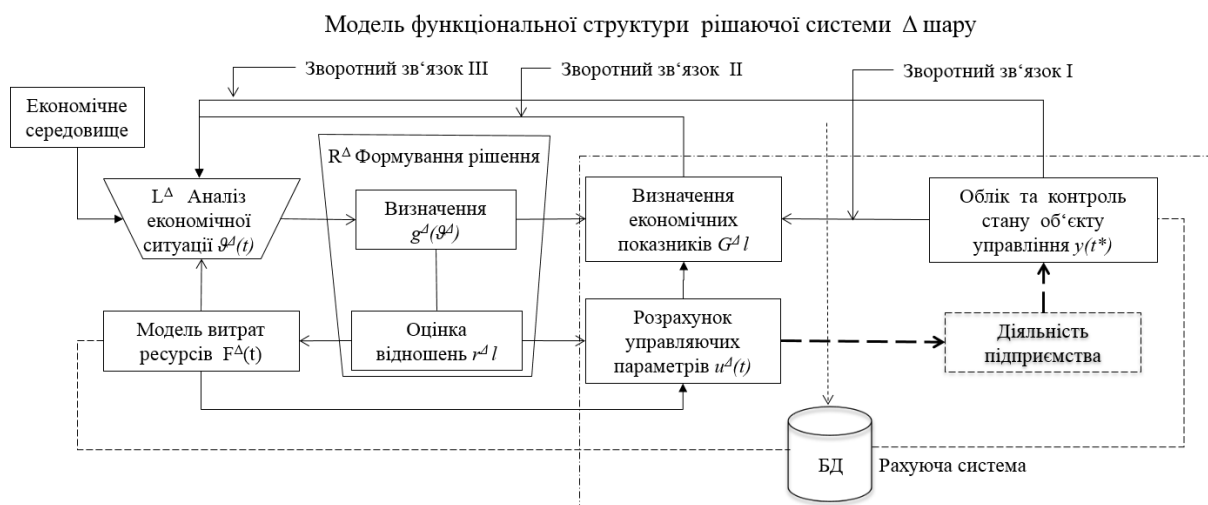 Модель функціональної структури рішаючої системи Δ шару
Зворотний зв‘язок III
Зворотний зв‘язок II
Зворотний зв‘язок I
Економічне
середовище
L^Δ Аналіз
економічної
ситуації ϑ^Δ(t)
R^Δ Формування рішення
Визначення
g^Δ(ϑ^Δ)
Визначення
економічних
показників G^Δ l
Облік та контроль
стану об‘єкту
управління y(t*)
Модель витрат
ресурсів F^Δ(t)
Оцінка
відношень r^Δ l
Розрахунок
управляючих
параметрів u^Δ(t)
Діяльність
підприємства
БД
Рахуюча система